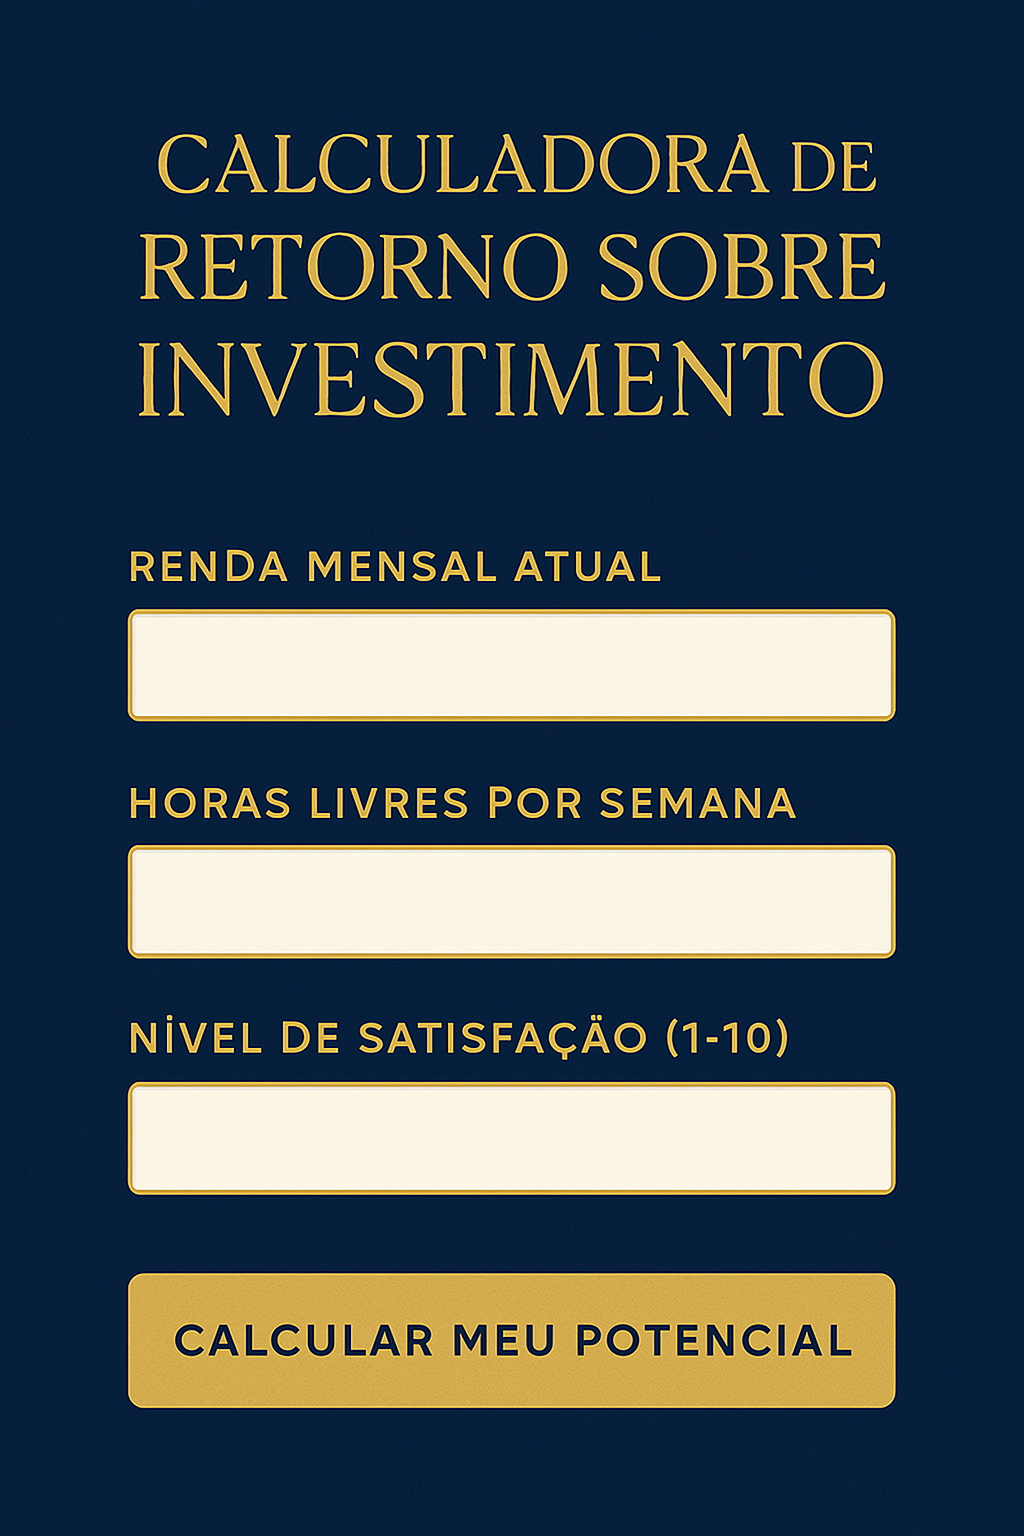 CALCULADORA DE
RETORNO SOBRE
INVESTIMENTO
RENDA MENSAL ATUAL
HORAS LIVRES POR SEMANA
NİVEL DE SATISFAÇÄO (1-10)
CALCULAR MEU POTENCIAL